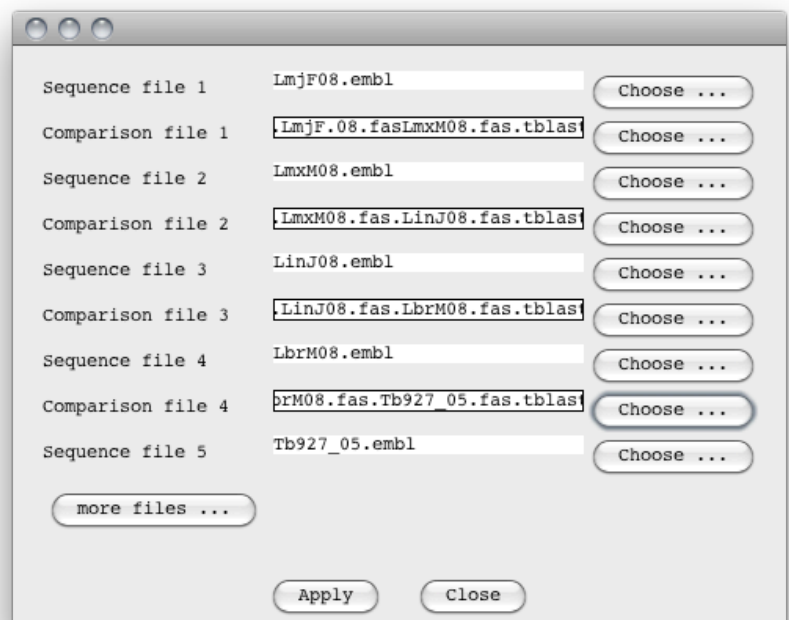 Sequence file 1 LmjF08.embl Choose ...
Comparison file 1 .LmjF.08.fasLmxM08.fas.tblast Choose ...
Sequence file 2 LmxM08.embl Choose ...
Comparison file 2 .LmxM08.fas.LinJ08.fas.tblast Choose ...
Sequence file 3 LinJ08.embl Choose ...
Comparison file 3 .LinJ08.fas.LbrM08.fas.tblast Choose ...
Sequence file 4 LbrM08.embl Choose ...
Comparison file 4 brM08.fas.Tb927_05.fas.tblast Choose ...
Sequence file 5 Tb927_05.embl Choose ...
more files ...
Apply Close